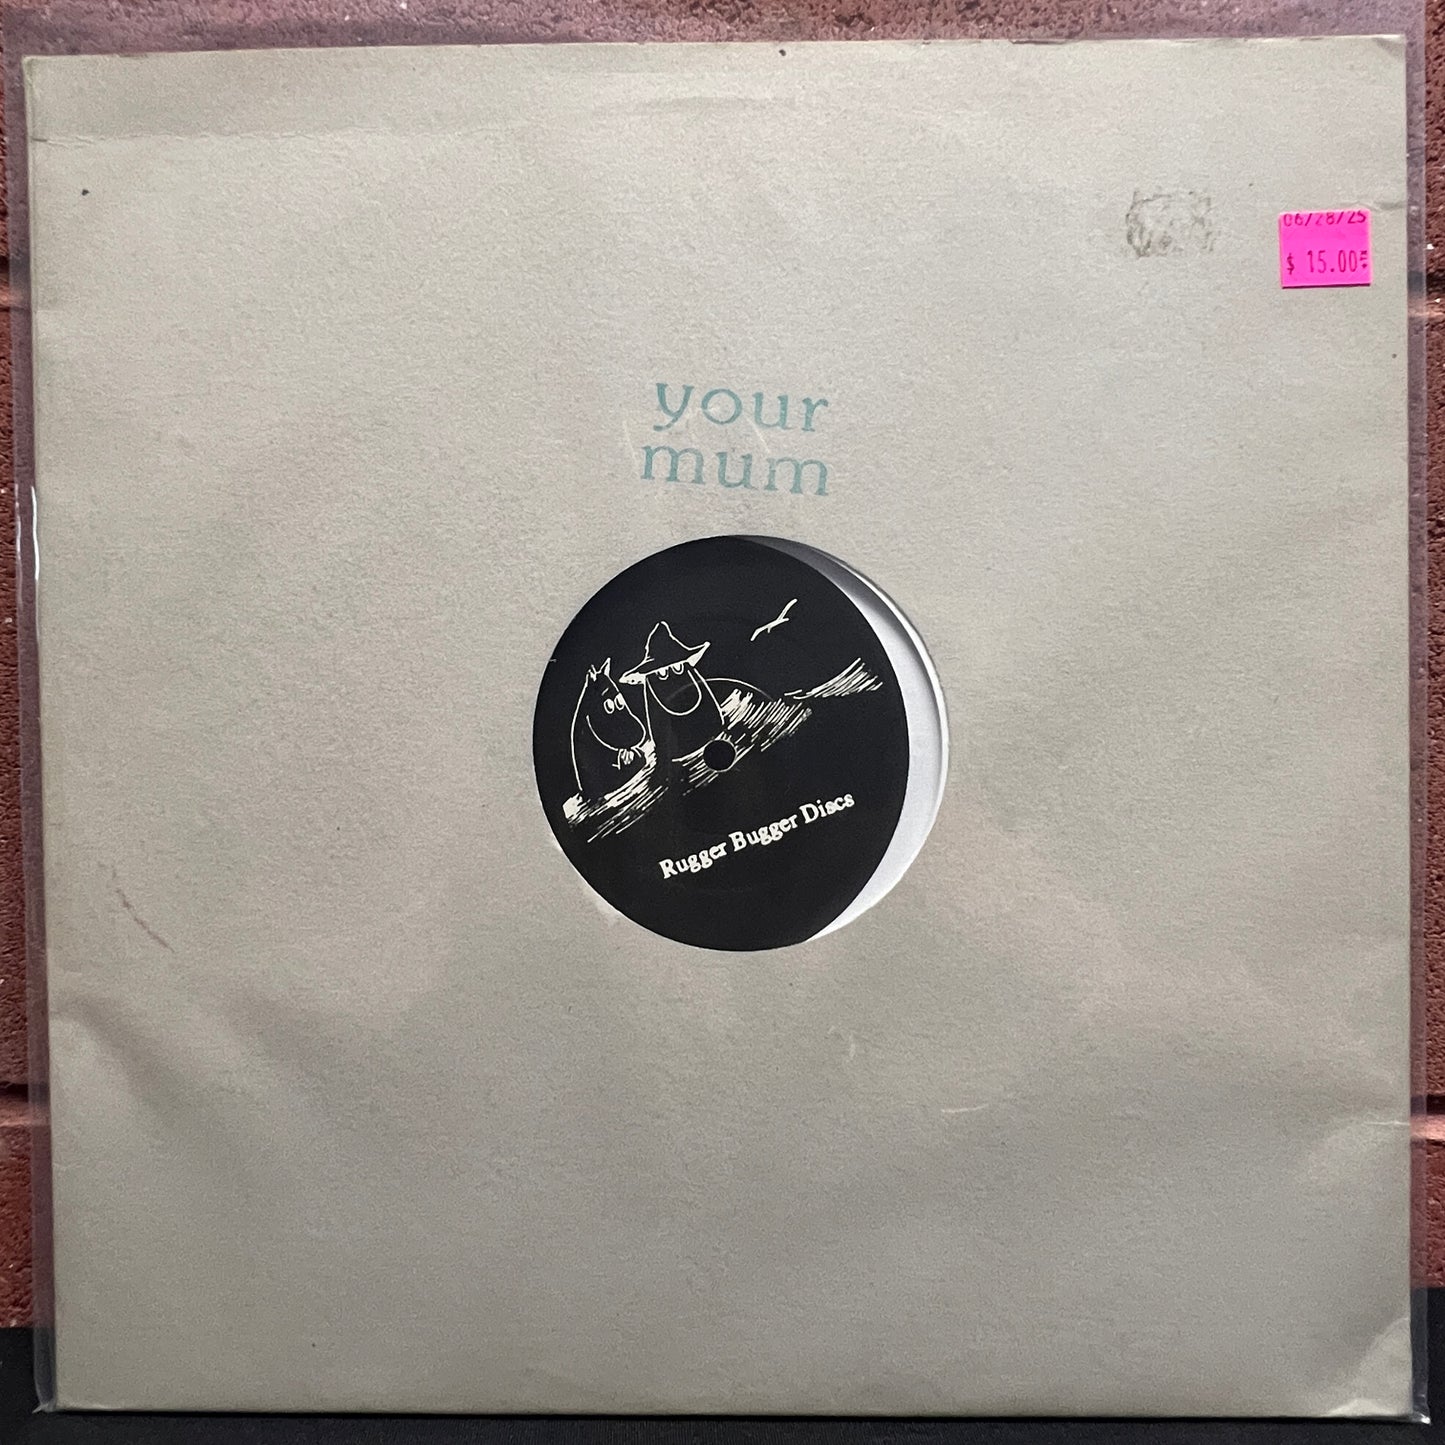 06/28/25
$ 15.00
your
mum
Rugger Bugger Discs